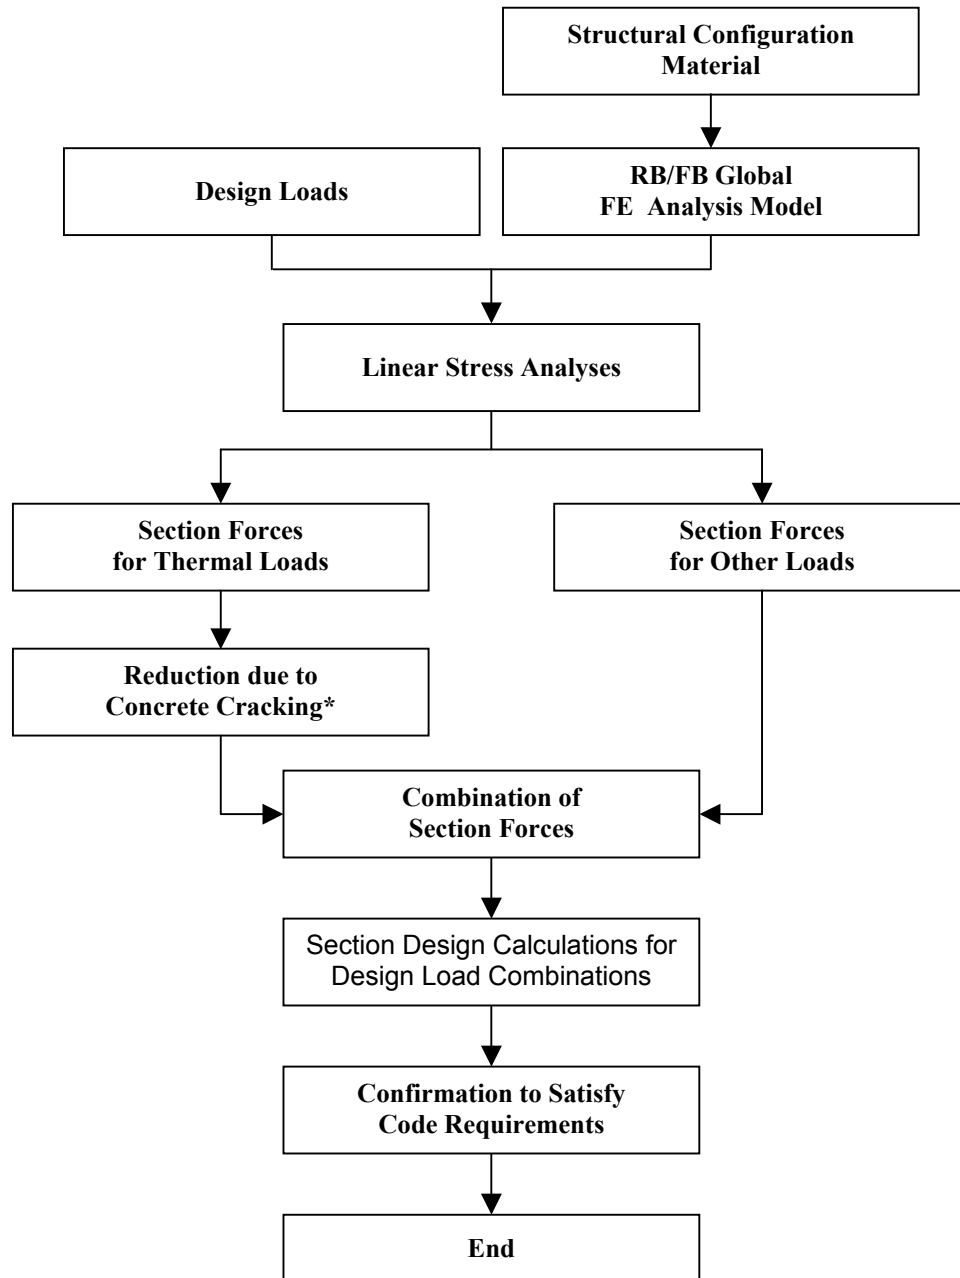 Structural Configuration
Material
Design Loads
RB/FB Global
FE Analysis Model
Linear Stress Analyses
Section Forces
for Thermal Loads
Section Forces
for Other Loads
Reduction due to
Concrete Cracking*
Combination of
Section Forces
Section Design Calculations for
Design Load Combinations
Confirmation to Satisfy
Code Requirements
End